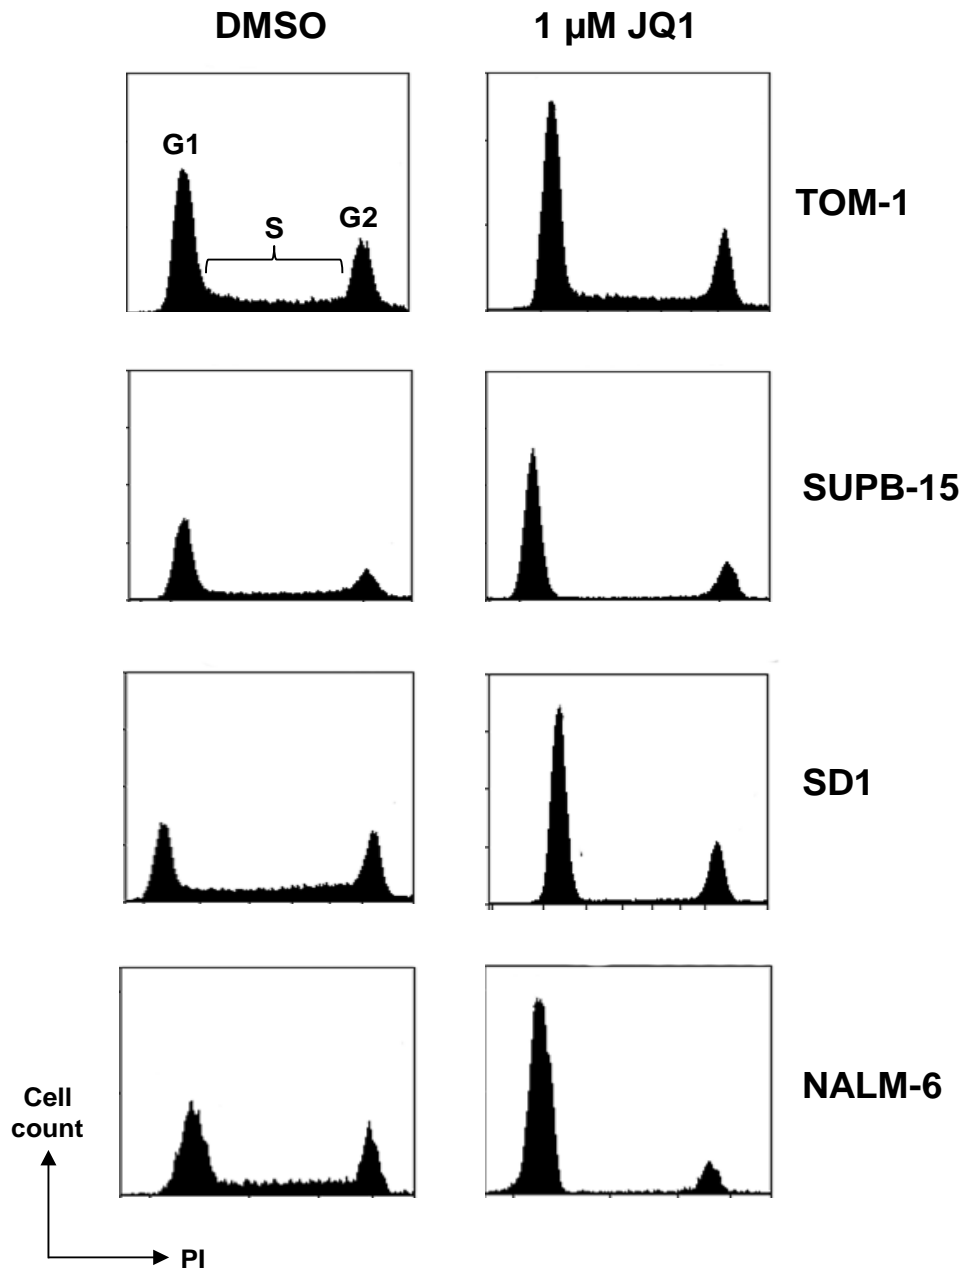 DMSO
1 µM JQ1
G1
S
G2
TOM-1
SUPB-15
SD1
NALM-6
Cell
count
PI